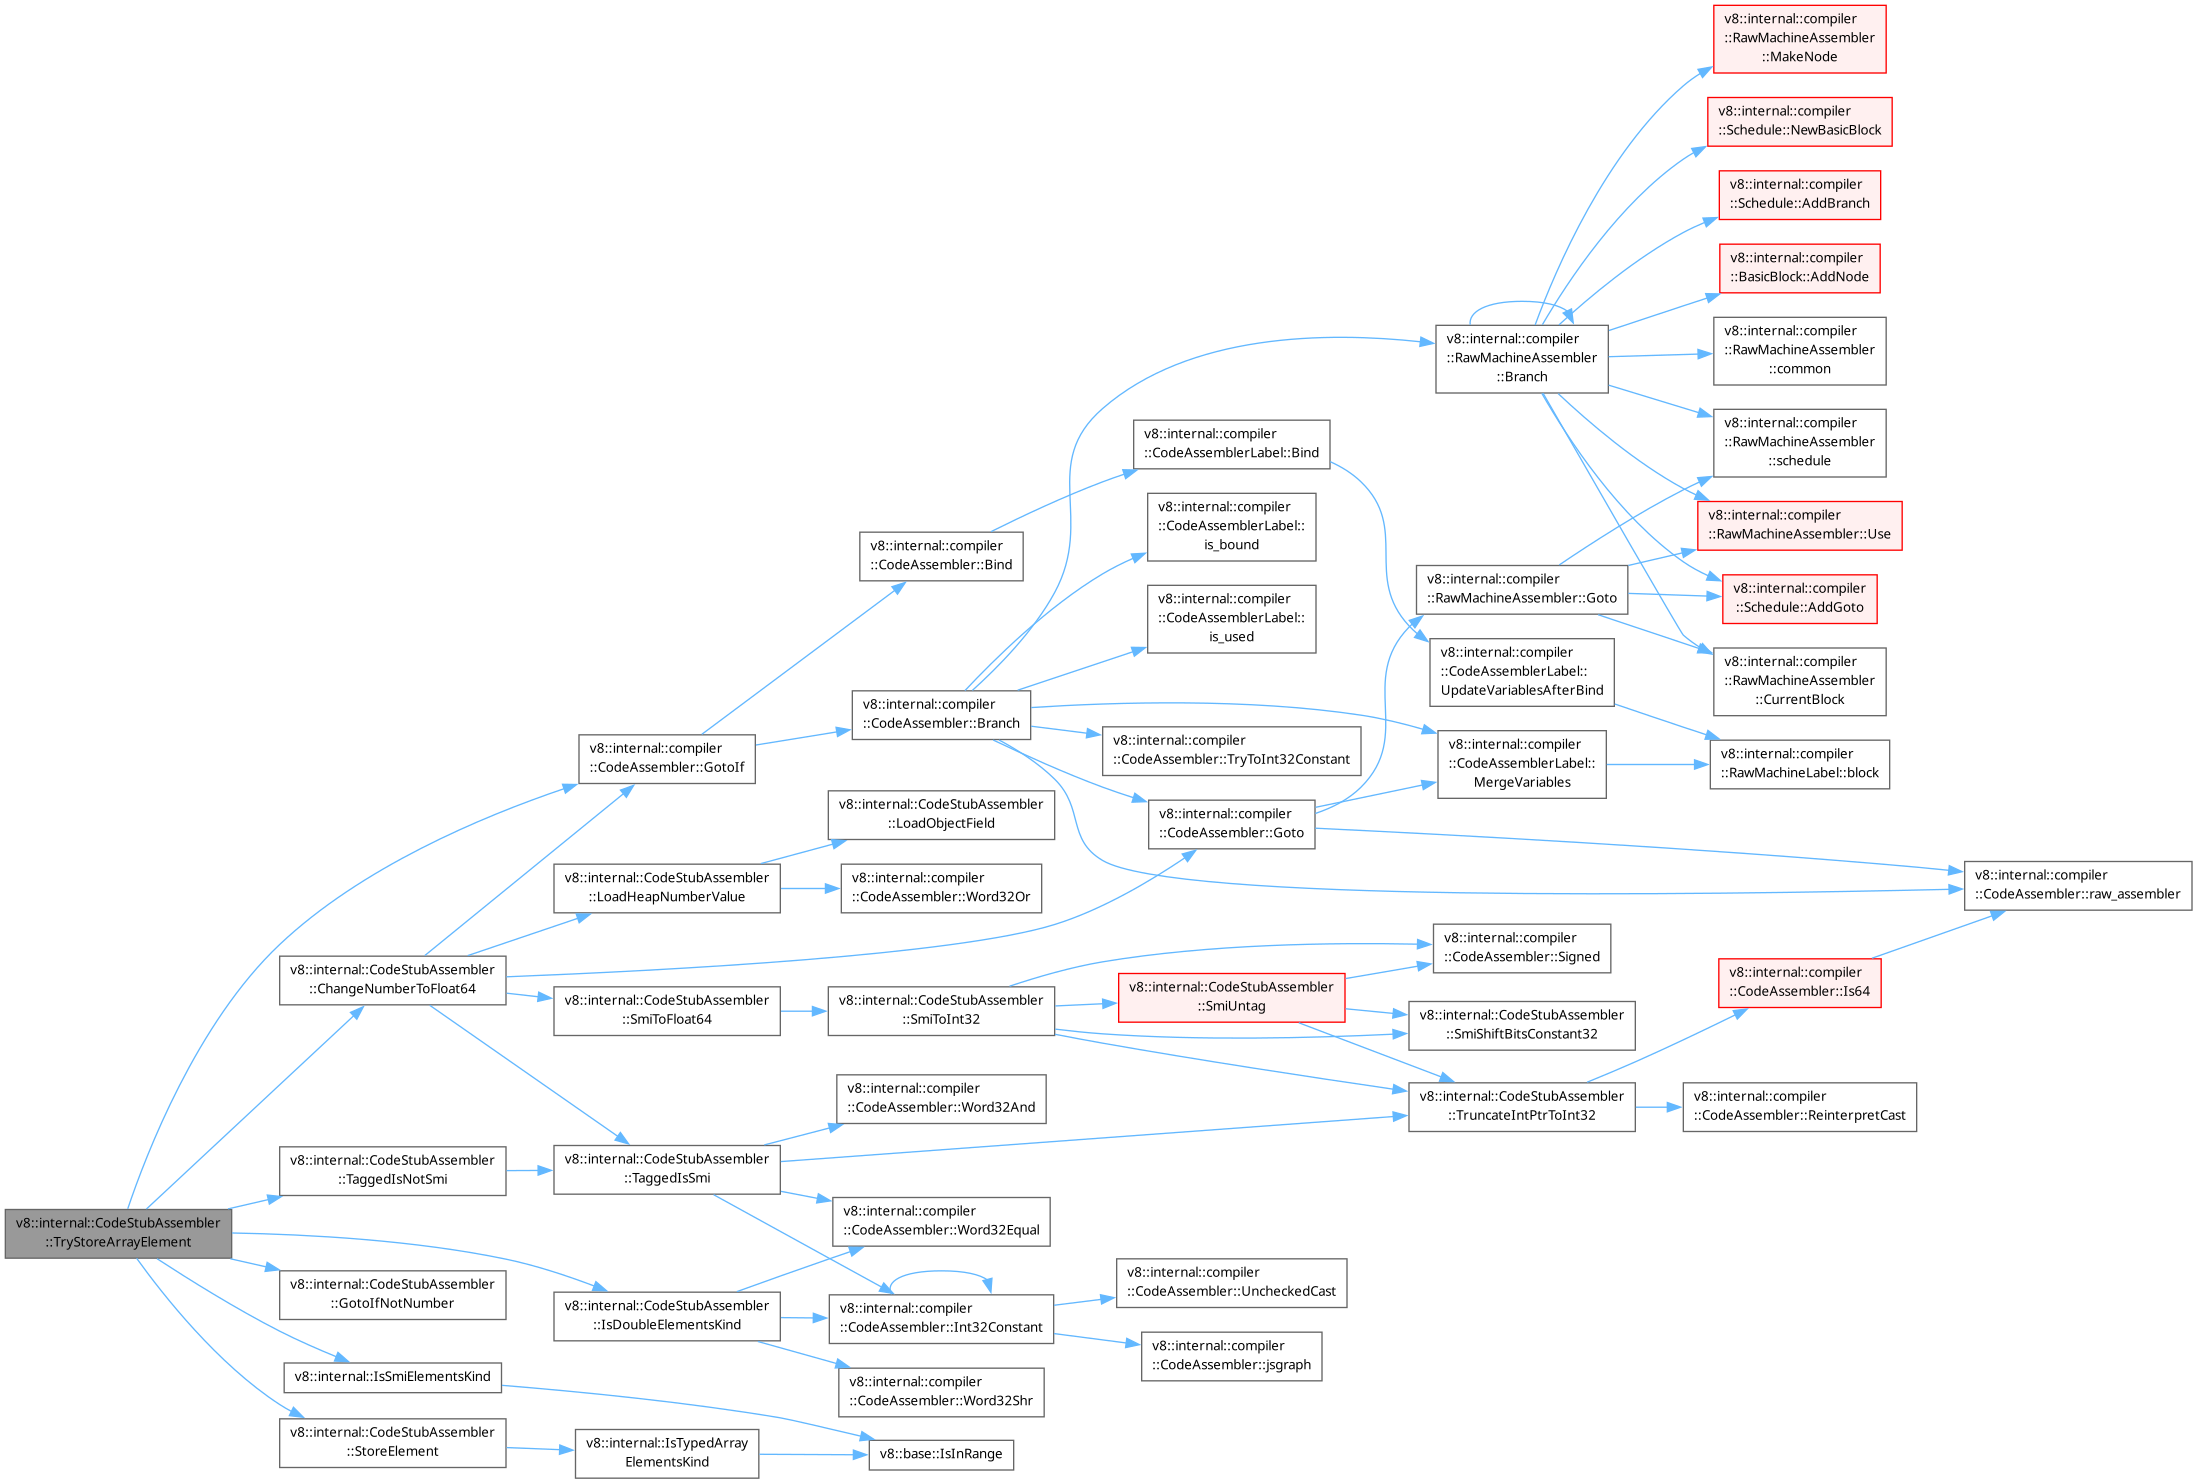 v8::internal::CodeStubAssembler
::TryStoreArrayElement
v8::internal::CodeStubAssembler
::ChangeNumberToFloat64
v8::internal::CodeStubAssembler
::TaggedIsNotSmi
v8::internal::CodeStubAssembler
::GotoIfNotNumber
v8::internal::IsSmiElementsKind
v8::internal::CodeStubAssembler
::StoreElement
v8::internal::compiler
::CodeAssembler::GotoIf
v8::internal::CodeStubAssembler
::LoadHeapNumberValue
v8::internal::CodeStubAssembler
::SmiToFloat64
v8::internal::CodeStubAssembler
::TaggedIsSmi
v8::internal::CodeStubAssembler
::IsDoubleElementsKind
v8::internal::IsTypedArray
ElementsKind
v8::internal::compiler
::CodeAssembler::Bind
v8::internal::compiler
::CodeAssembler::Branch
v8::internal::CodeStubAssembler
::LoadObjectField
v8::internal::compiler
::CodeAssembler::Word32Or
v8::internal::CodeStubAssembler
::SmiToInt32
v8::internal::compiler
::CodeAssembler::Word32And
v8::internal::compiler
::CodeAssembler::Word32Equal
v8::internal::compiler
::CodeAssembler::Int32Constant
v8::internal::compiler
::CodeAssembler::Word32Shr
v8::base::IsInRange
v8::internal::compiler
::CodeAssemblerLabel::Bind
v8::internal::compiler
::CodeAssemblerLabel::
is_bound
v8::internal::compiler
::CodeAssemblerLabel::
is_used
v8::internal::compiler
::CodeAssembler::TryToInt32Constant
v8::internal::compiler
::CodeAssembler::Goto
v8::internal::CodeStubAssembler
::SmiUntag
v8::internal::compiler
::CodeAssembler::UncheckedCast
v8::internal::compiler
::CodeAssembler::jsgraph
v8::internal::compiler
::RawMachineAssembler
::Branch
v8::internal::compiler
::RawMachineAssembler::Goto
v8::internal::compiler
::CodeAssemblerLabel::
UpdateVariablesAfterBind
v8::internal::compiler
::CodeAssemblerLabel::
MergeVariables
v8::internal::compiler
::CodeAssembler::Signed
v8::internal::CodeStubAssembler
::SmiShiftBitsConstant32
v8::internal::CodeStubAssembler
::TruncateIntPtrToInt32
v8::internal::compiler
::RawMachineAssembler
::MakeNode
v8::internal::compiler
::Schedule::NewBasicBlock
v8::internal::compiler
::Schedule::AddBranch
v8::internal::compiler
::BasicBlock::AddNode
v8::internal::compiler
::RawMachineAssembler
::common
v8::internal::compiler
::RawMachineAssembler
::schedule
v8::internal::compiler
::RawMachineAssembler::Use
v8::internal::compiler
::Schedule::AddGoto
v8::internal::compiler
::RawMachineAssembler
::CurrentBlock
v8::internal::compiler
::RawMachineLabel::block
v8::internal::compiler
::CodeAssembler::Is64
v8::internal::compiler
::CodeAssembler::ReinterpretCast
v8::internal::compiler
::CodeAssembler::raw_assembler